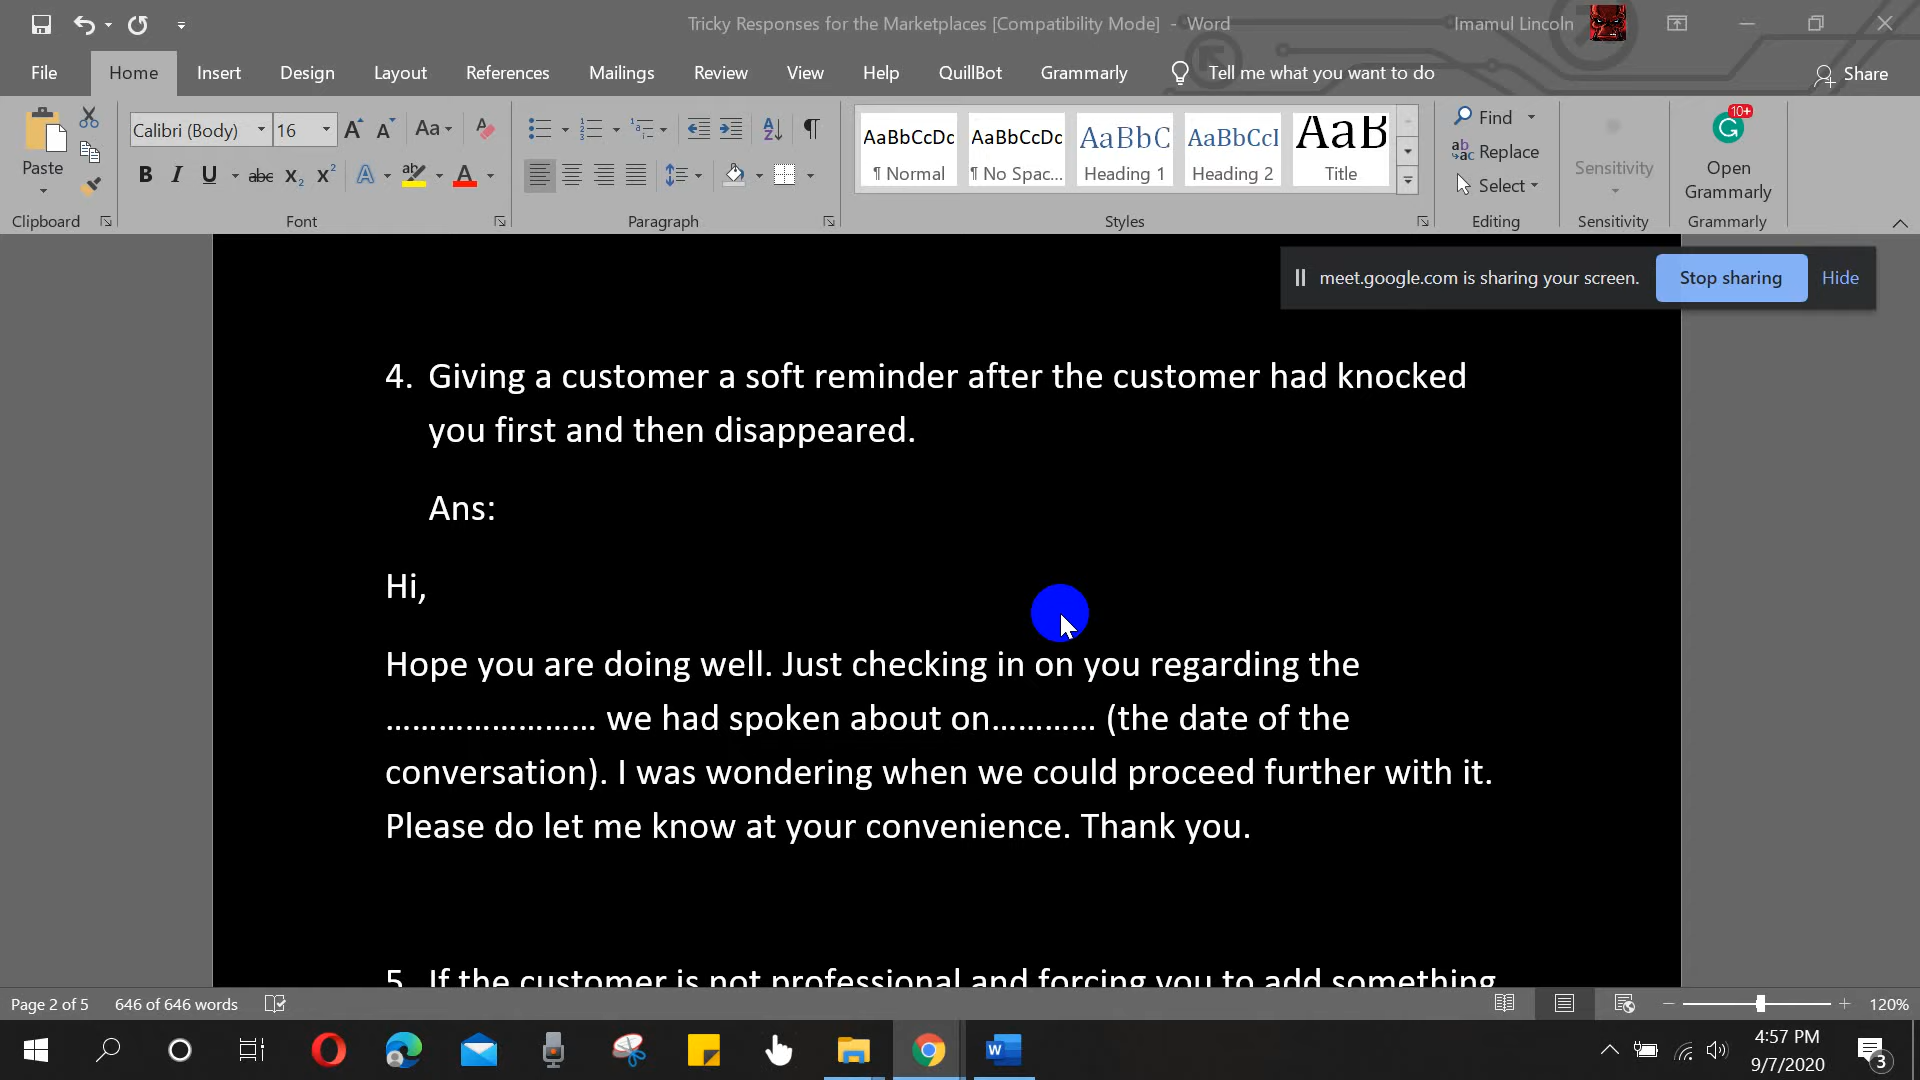 Tricky Responses for the Marketplaces [Compatibility Mode] - Word
Imamul Lincoln
File Home Insert Design Layout References Mailings Review View Help QuillBot Grammarly Tell me what you want to do Share
Calibri (Body) 16
AaBbCcDc AaBbCcDc AaBbC AaBbCcI AaB
¶ Normal ¶ No Spac... Heading 1 Heading 2 Title
Paste
Find
Replace
Select
Sensitivity
10+
Open
Grammarly
Clipboard Font Paragraph Styles Editing Sensitivity Grammarly
meet.google.com is sharing your screen. Stop sharing Hide
4. Giving a customer a soft reminder after the customer had knocked
you first and then disappeared.
Ans:
Hi,
Hope you are doing well. Just checking in on you regarding the
........................ we had spoken about on............ (the date of the
conversation). I was wondering when we could proceed further with it.
Please do let me know at your convenience. Thank you.
5. If the customer is not professional and forcing you to add something
Page 2 of 5 646 of 646 words 120%
4:57 PM
9/7/2020
3